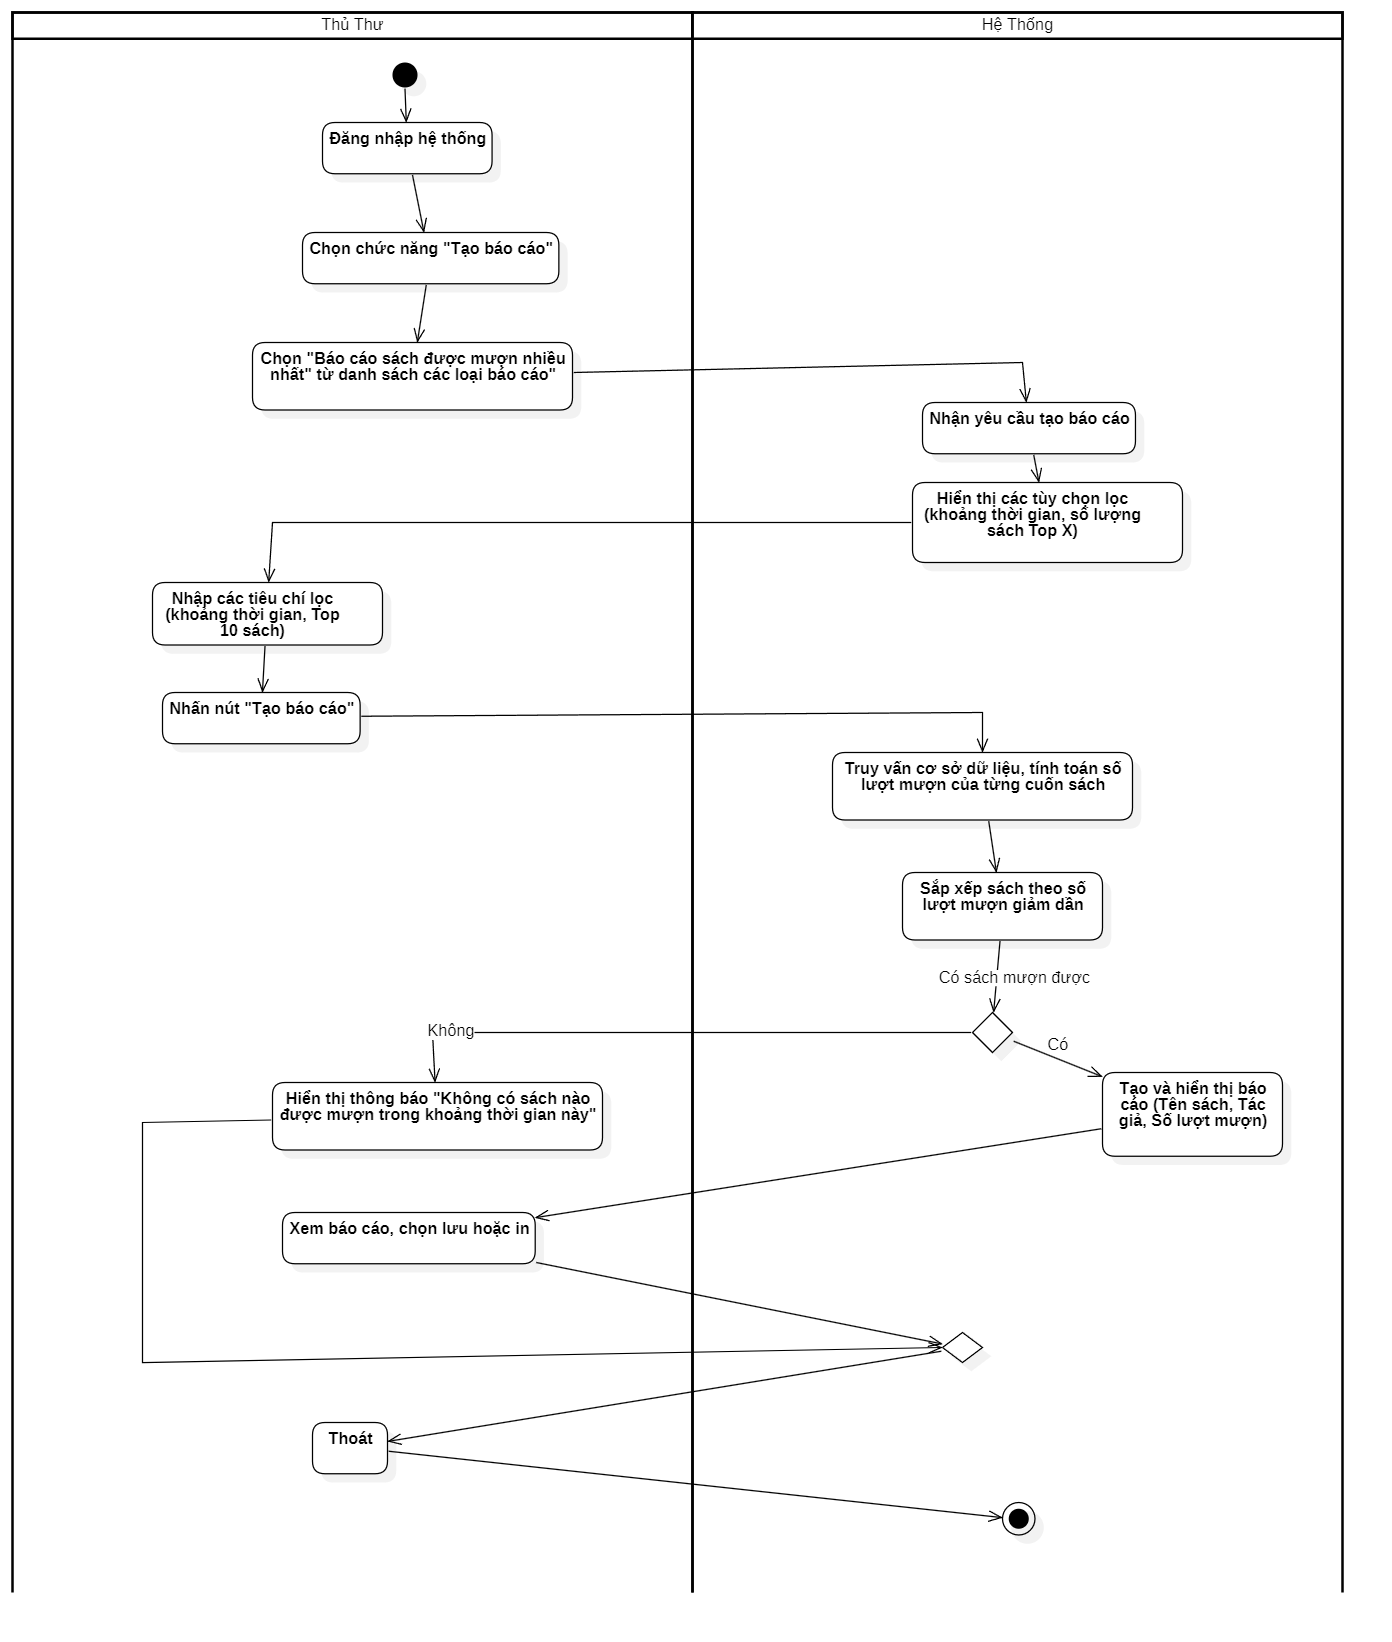 Thủ Thư
Hệ Thống
Đăng nhập hệ thống
Chọn chức năng "Tạo báo cáo"
Chọn "Báo cáo sách được mượn nhiều
nhất" từ danh sách các loại báo cáo"
Nhận yêu cầu tạo báo cáo
Hiển thị các tùy chọn lọc
(khoảng thời gian, số lượng
sách Top X)
Nhập các tiêu chí lọc
(khoảng thời gian, Top
10 sách)
Nhấn nút "Tạo báo cáo"
Truy vấn cơ sở dữ liệu, tính toán số
lượt mượn của từng cuốn sách
Sắp xếp sách theo số
lượt mượn giảm dần
Có sách mượn được
Không
Có
Hiển thị thông báo "Không có sách nào
được mượn trong khoảng thời gian này"
Tạo và hiển thị báo
cáo (Tên sách, Tác
giả, Số lượt mượn)
Xem báo cáo, chọn lưu hoặc in
Thoát